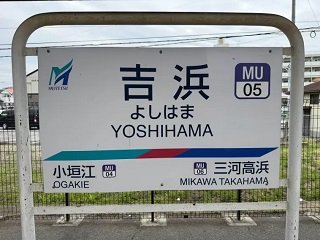 MEITETSU
吉浜
MU
05
よしはま
YOSHIHAMA
小垣江 MU 04
OGAKIE
MU 06 三河高浜
MIKAWA TAKAHAMA